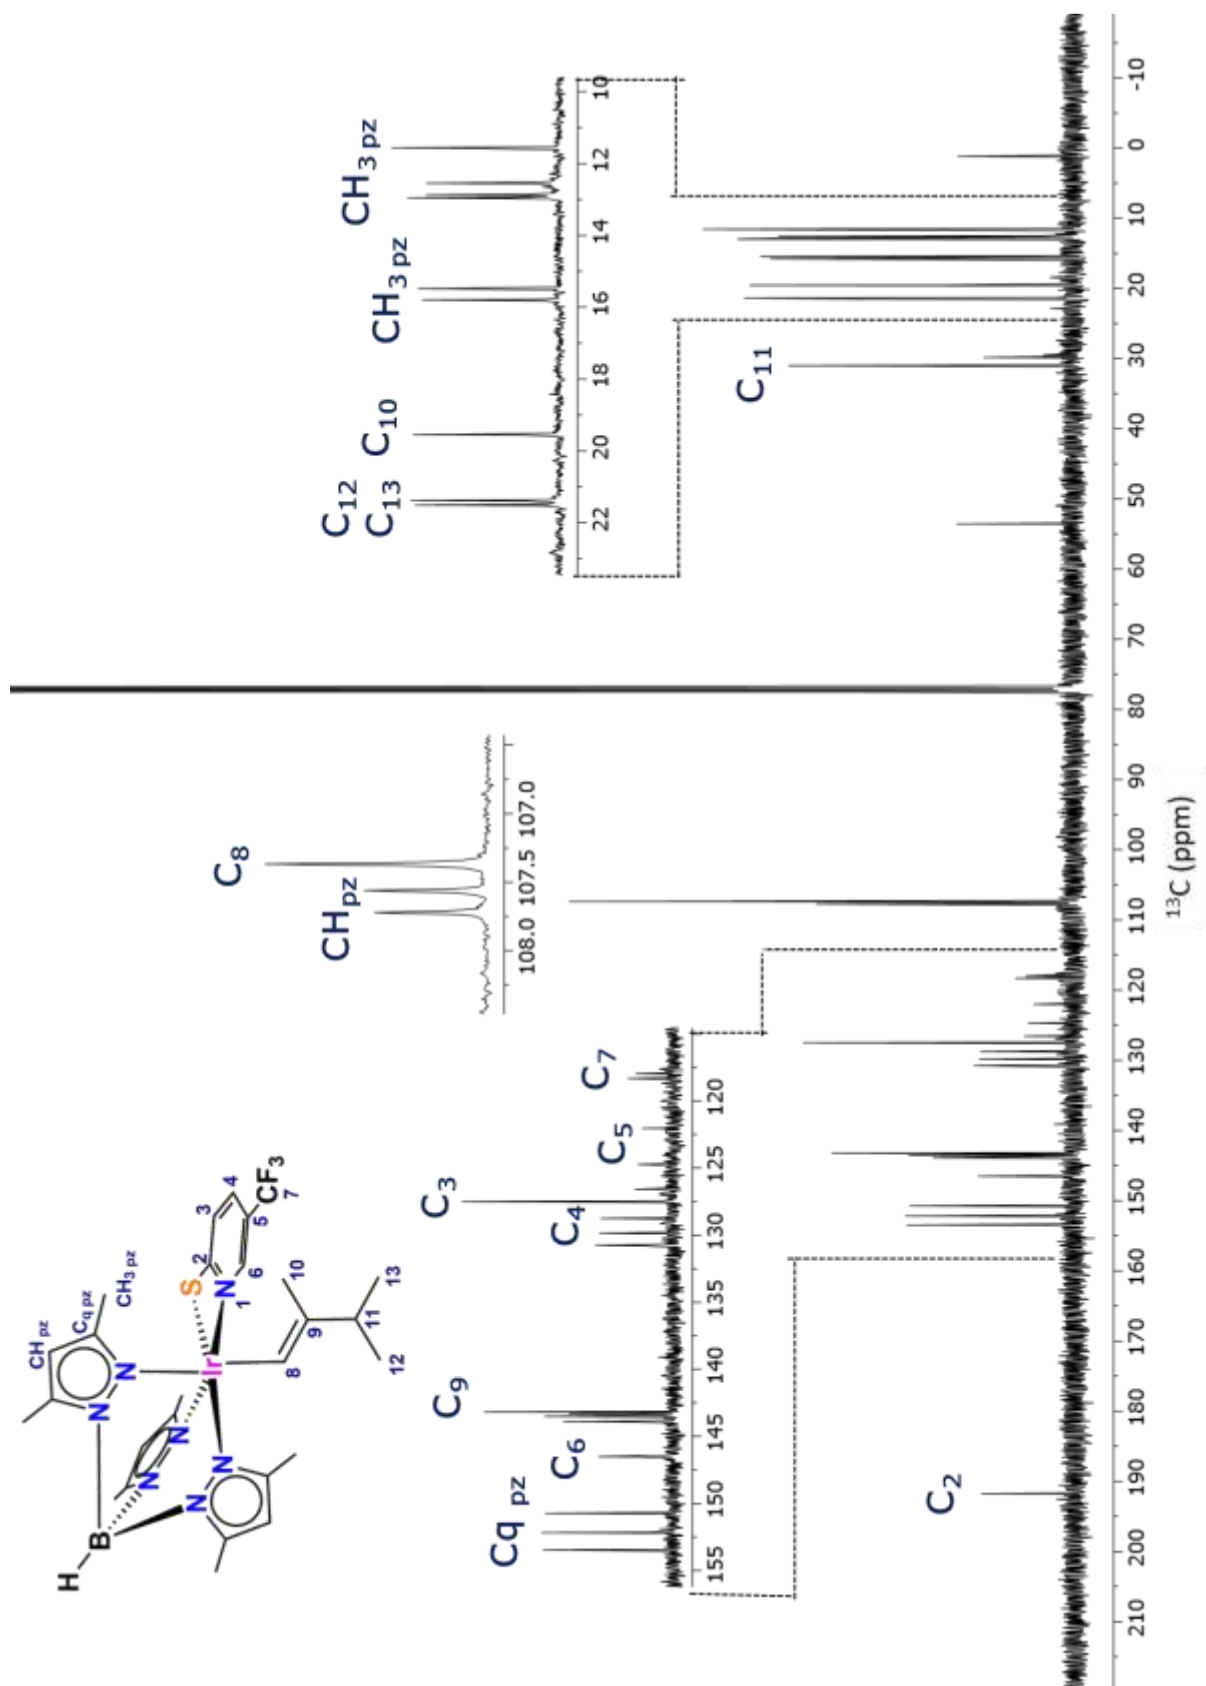 H
B
N
N
N
N
N
N
Ir
S
N
CF3
CH pz
Cq pz
CH3 pz
1
2
3
4
5
6
7
8
9
10
11
12
13
Cq pz
C6
C9
C4
C3
C5
C7
155 150 145 140 135 130 125 120
CHpz
C8
108.0 107.5 107.0
C12
C13
C10
CH3 pz
CH3 pz
22 20 18 16 14 12 10
C2
C11
210 200 190 180 170 160 150 140 130 120 110 100 90 80 70 60 50 40 30 20 10 0 -10
13C (ppm)